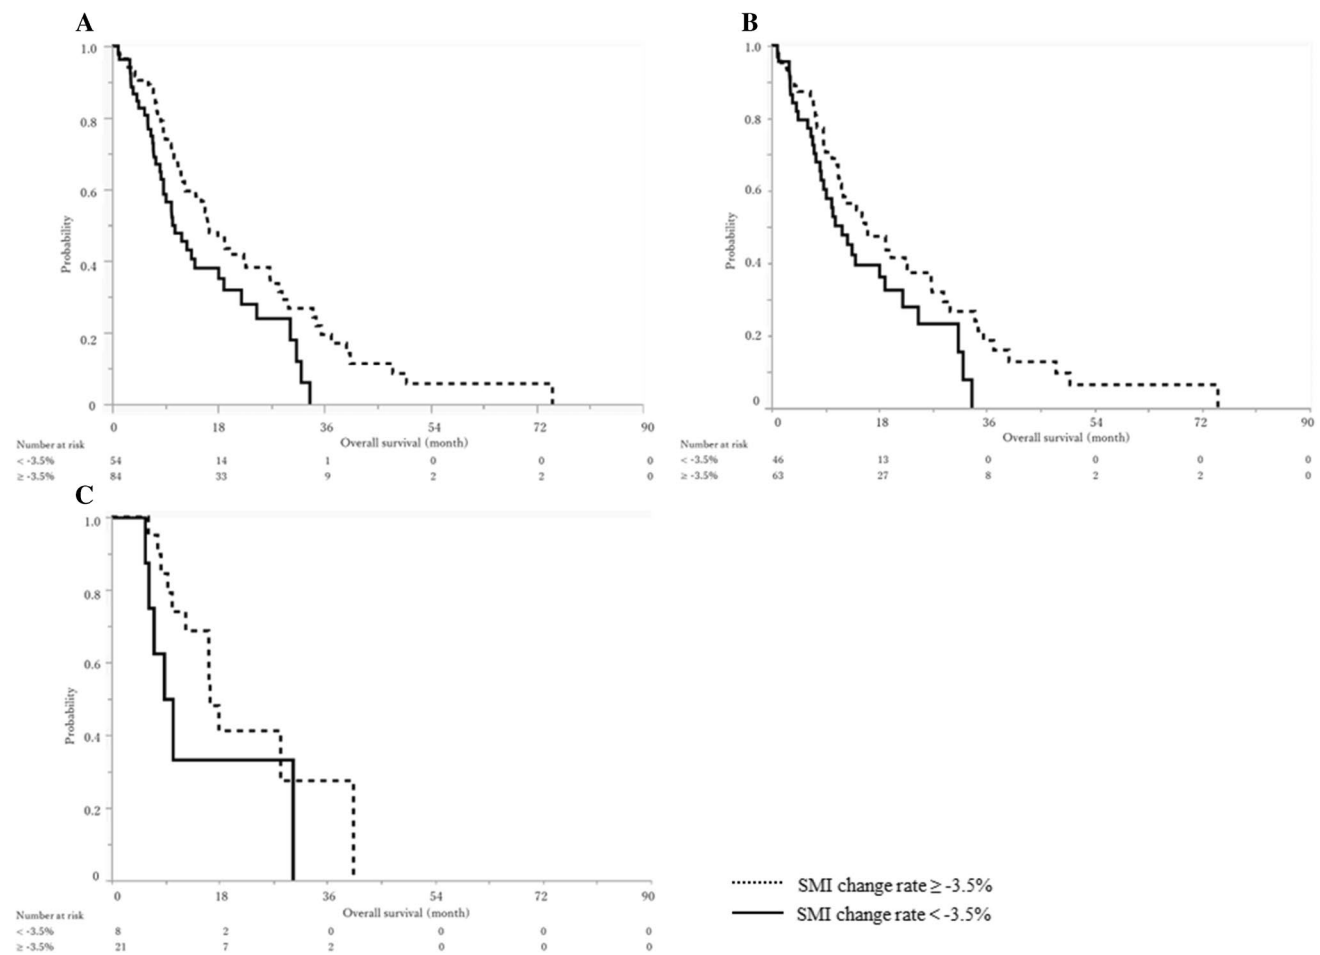 A
1.0
0.8
0.6
0.4
0.2
0
Probability
0 18 36 54 72 90
Overall survival (month)
Number at risk
< -3.5% 54 14 1 0 0 0
≥ -3.5% 84 33 9 2 2 0
B
1.0
0.8
0.6
0.4
0.2
0
Probability
0 18 36 54 72 90
Overall survival (month)
Number at risk
< -3.5% 46 13 0 0 0 0
≥ -3.5% 63 27 8 2 2 0
C
1.0
0.8
0.6
0.4
0.2
0
Probability
0 18 36 54 72 90
Overall survival (month)
Number at risk
< -3.5% 8 2 0 0 0 0
≥ -3.5% 21 7 2 0 0 0
SMI change rate ≥ -3.5%
SMI change rate < -3.5%